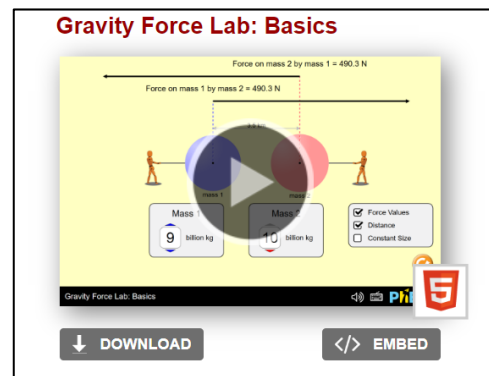 Gravity Force Lab: Basics
Force on mass 2 by mass 1 = 490.3 N
Force on mass 1 by mass 2 = 490.3 N
mass 1
mass 2
Mass 1
9 billion kg
Mass 2
10 billion kg
Force Values
Distance
Constant Size
Gravity Force Lab: Basics
5
DOWNLOAD
</> EMBED